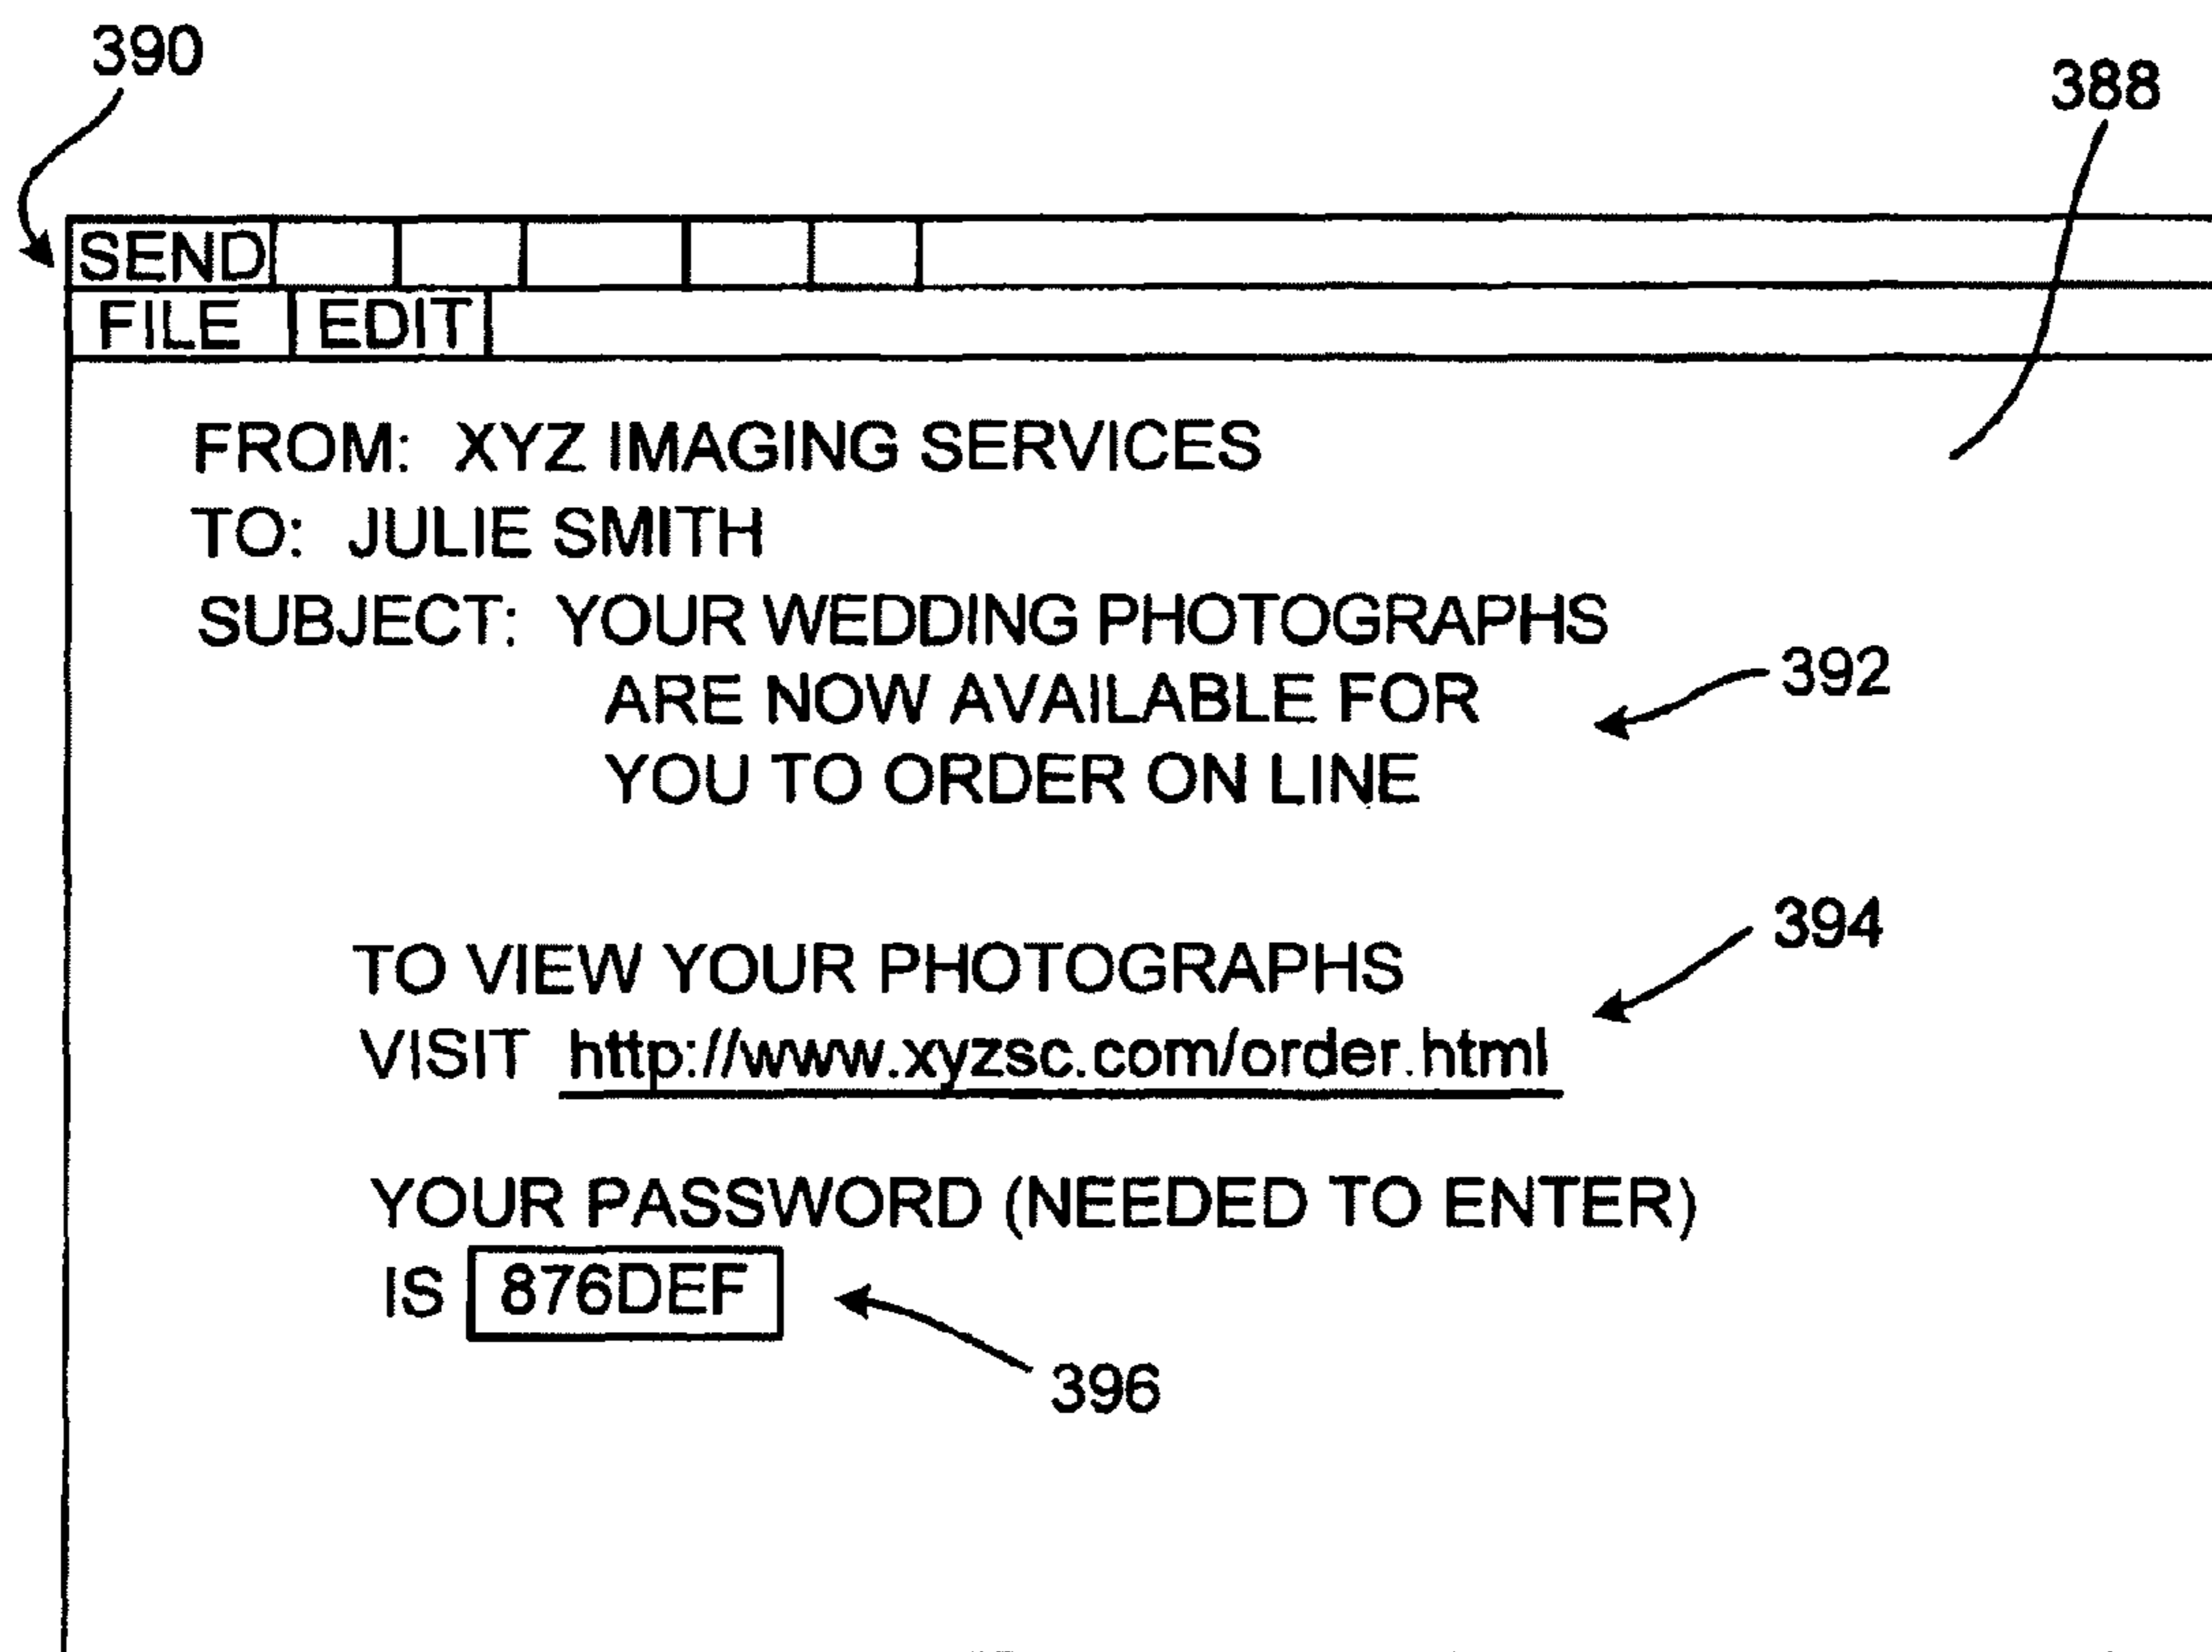 390
388
SEND
FILE EDIT
FROM: XYZ IMAGING SERVICES
TO: JULIE SMITH
SUBJECT: YOUR WEDDING PHOTOGRAPHS
ARE NOW AVAILABLE FOR
392
YOU TO ORDER ON LINE
394
TO VIEW YOUR PHOTOGRAPHS
VISIT http://www.xyzsc.com/order.html
YOUR PASSWORD (NEEDED TO ENTER)
IS 876DEF
396